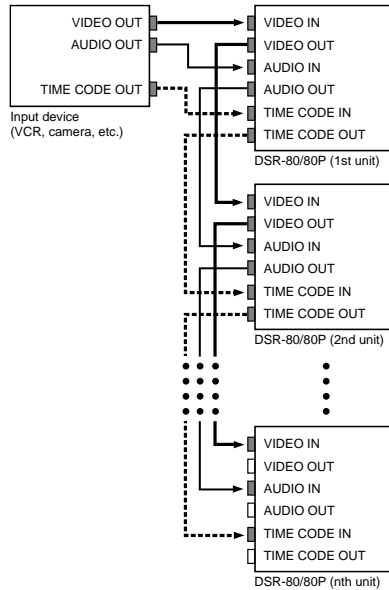 VIDEO OUT
AUDIO OUT
TIME CODE OUT
Input device
(VCR, camera, etc.)
VIDEO IN
VIDEO OUT
AUDIO IN
AUDIO OUT
TIME CODE IN
TIME CODE OUT
DSR-80/80P (1st unit)
VIDEO IN
VIDEO OUT
AUDIO IN
AUDIO OUT
TIME CODE IN
TIME CODE OUT
DSR-80/80P (2nd unit)
VIDEO IN
VIDEO OUT
AUDIO IN
AUDIO OUT
TIME CODE IN
TIME CODE OUT
DSR-80/80P (nth unit)